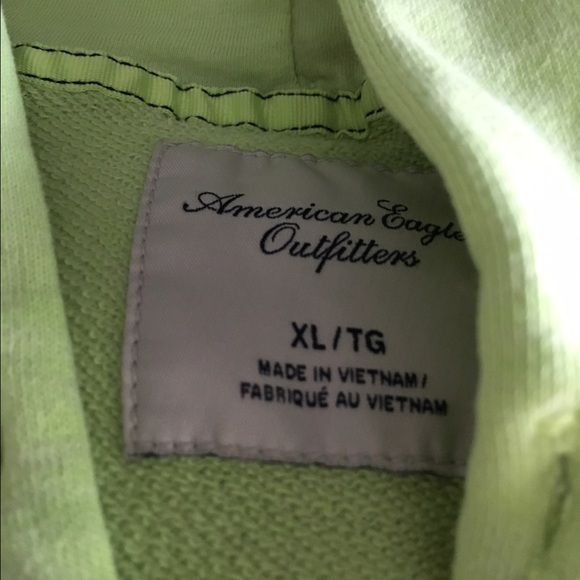 American Eagle
Outfitters
XL/TG
MADE IN VIETNAM/
FABRIQUÉ AU VIETNAM